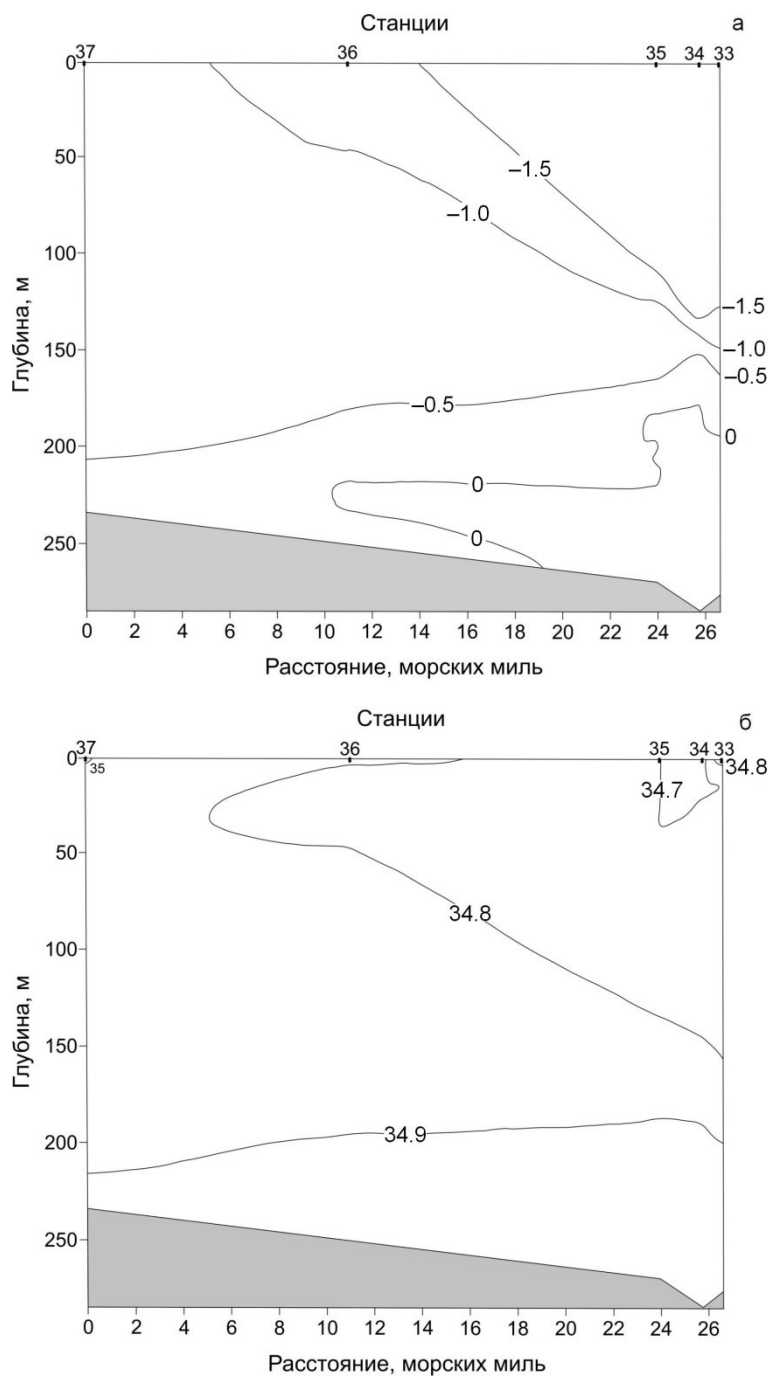 Станции а
37 36 35 34 33
0
50
100
150
200
250
Глубина, м
–1.5
–1.0
–1.5
–1.0
–0.5
–0.5
0
0
0
0 2 4 6 8 10 12 14 16 18 20 22 24 26
Расстояние, морских миль
Станции б
37 36 35 34 33
0
50
100
150
200
250
Глубина, м
35
34.8
34.7
34.8
34.9
0 2 4 6 8 10 12 14 16 18 20 22 24 26
Расстояние, морских миль